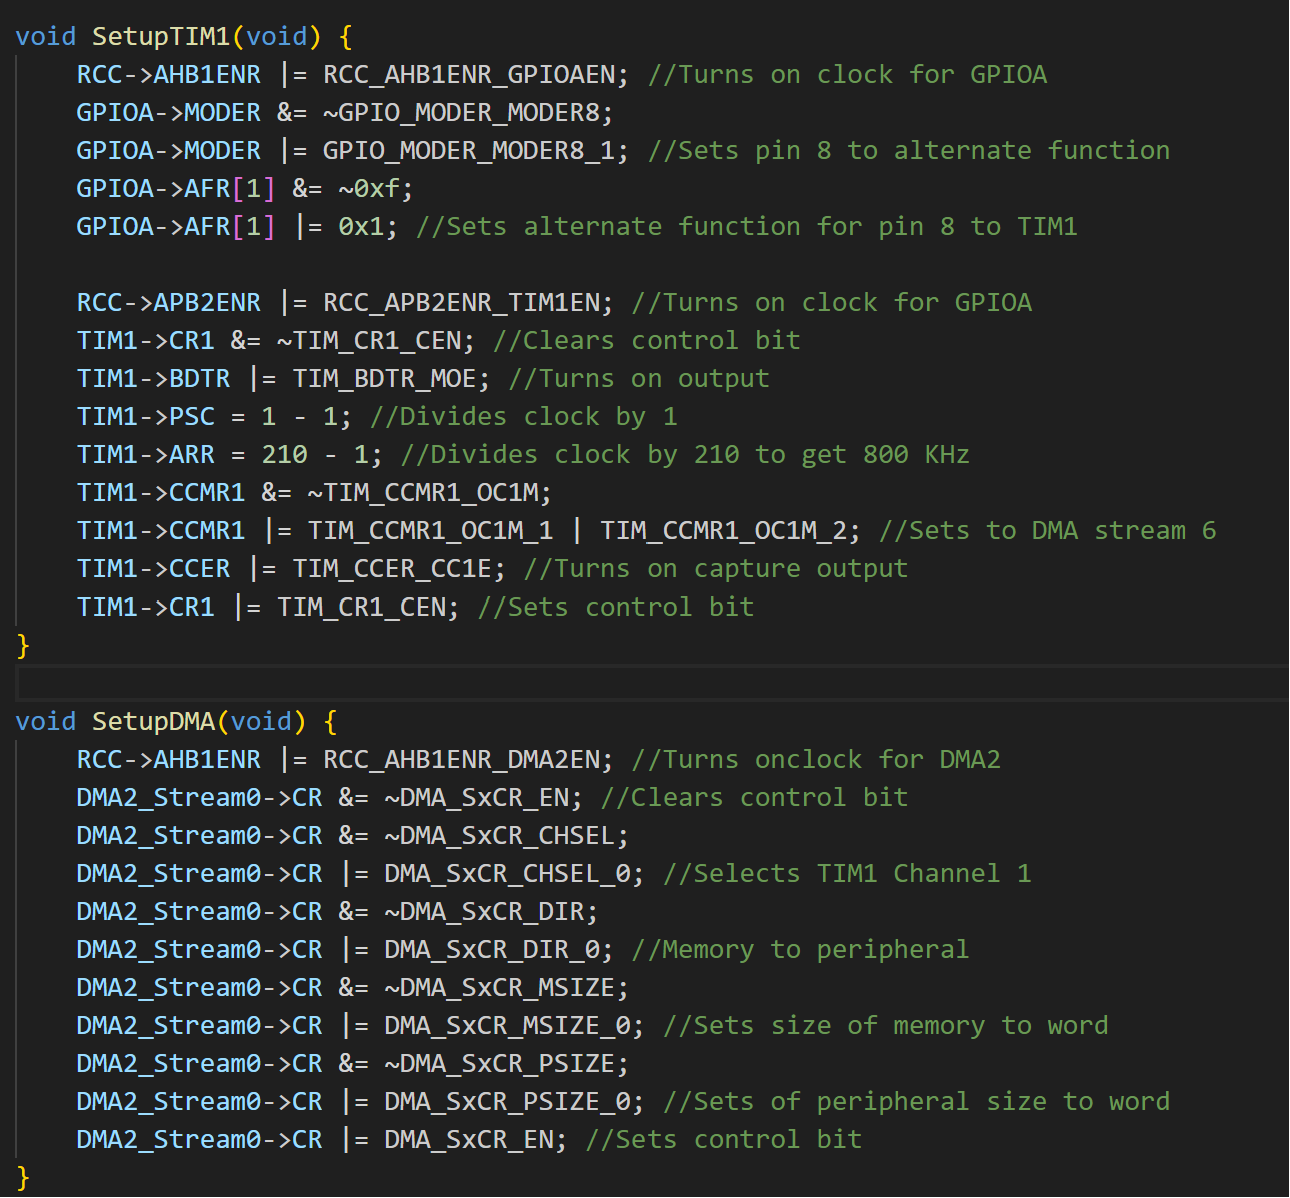 void SetupTIM1(void) {
    RCC->AHB1ENR |= RCC_AHB1ENR_GPIOAEN; //Turns on clock for GPIOA
    GPIOA->MODER &= ~GPIO_MODER_MODER8;
    GPIOA->MODER |= GPIO_MODER_MODER8_1; //Sets pin 8 to alternate function
    GPIOA->AFR[1] &= ~0xf;
    GPIOA->AFR[1] |= 0x1; //Sets alternate function for pin 8 to TIM1

    RCC->APB2ENR |= RCC_APB2ENR_TIM1EN; //Turns on clock for GPIOA
    TIM1->CR1 &= ~TIM_CR1_CEN; //Clears control bit
    TIM1->BDTR |= TIM_BDTR_MOE; //Turns on output
    TIM1->PSC = 1 - 1; //Divides clock by 1
    TIM1->ARR = 210 - 1; //Divides clock by 210 to get 800 KHz
    TIM1->CCMR1 &= ~TIM_CCMR1_OC1M;
    TIM1->CCMR1 |= TIM_CCMR1_OC1M_1 | TIM_CCMR1_OC1M_2; //Sets to DMA stream 6
    TIM1->CCER |= TIM_CCER_CC1E; //Turns on capture output
    TIM1->CR1 |= TIM_CR1_CEN; //Sets control bit
}

void SetupDMA(void) {
    RCC->AHB1ENR |= RCC_AHB1ENR_DMA2EN; //Turns onclock for DMA2
    DMA2_Stream0->CR &= ~DMA_SxCR_EN; //Clears control bit
    DMA2_Stream0->CR &= ~DMA_SxCR_CHSEL;
    DMA2_Stream0->CR |= DMA_SxCR_CHSEL_0; //Selects TIM1 Channel 1
    DMA2_Stream0->CR &= ~DMA_SxCR_DIR;
    DMA2_Stream0->CR |= DMA_SxCR_DIR_0; //Memory to peripheral
    DMA2_Stream0->CR &= ~DMA_SxCR_MSIZE;
    DMA2_Stream0->CR |= DMA_SxCR_MSIZE_0; //Sets size of memory to word
    DMA2_Stream0->CR &= ~DMA_SxCR_PSIZE;
    DMA2_Stream0->CR |= DMA_SxCR_PSIZE_0; //Sets of peripheral size to word
    DMA2_Stream0->CR |= DMA_SxCR_EN; //Sets control bit
}